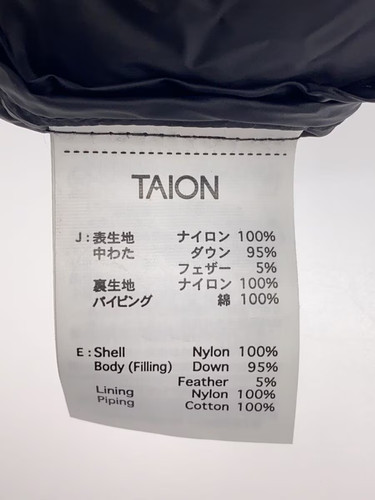 TAION
J:表生地 ナイロン 100%
中わた ダウン 95%
フェザー 5%
裏生地 ナイロン 100%
パイピング 綿 100%
E:Shell Nylon 100%
Body (Filling) Down 95%
Feather 5%
Lining Nylon 100%
Piping Cotton 100%